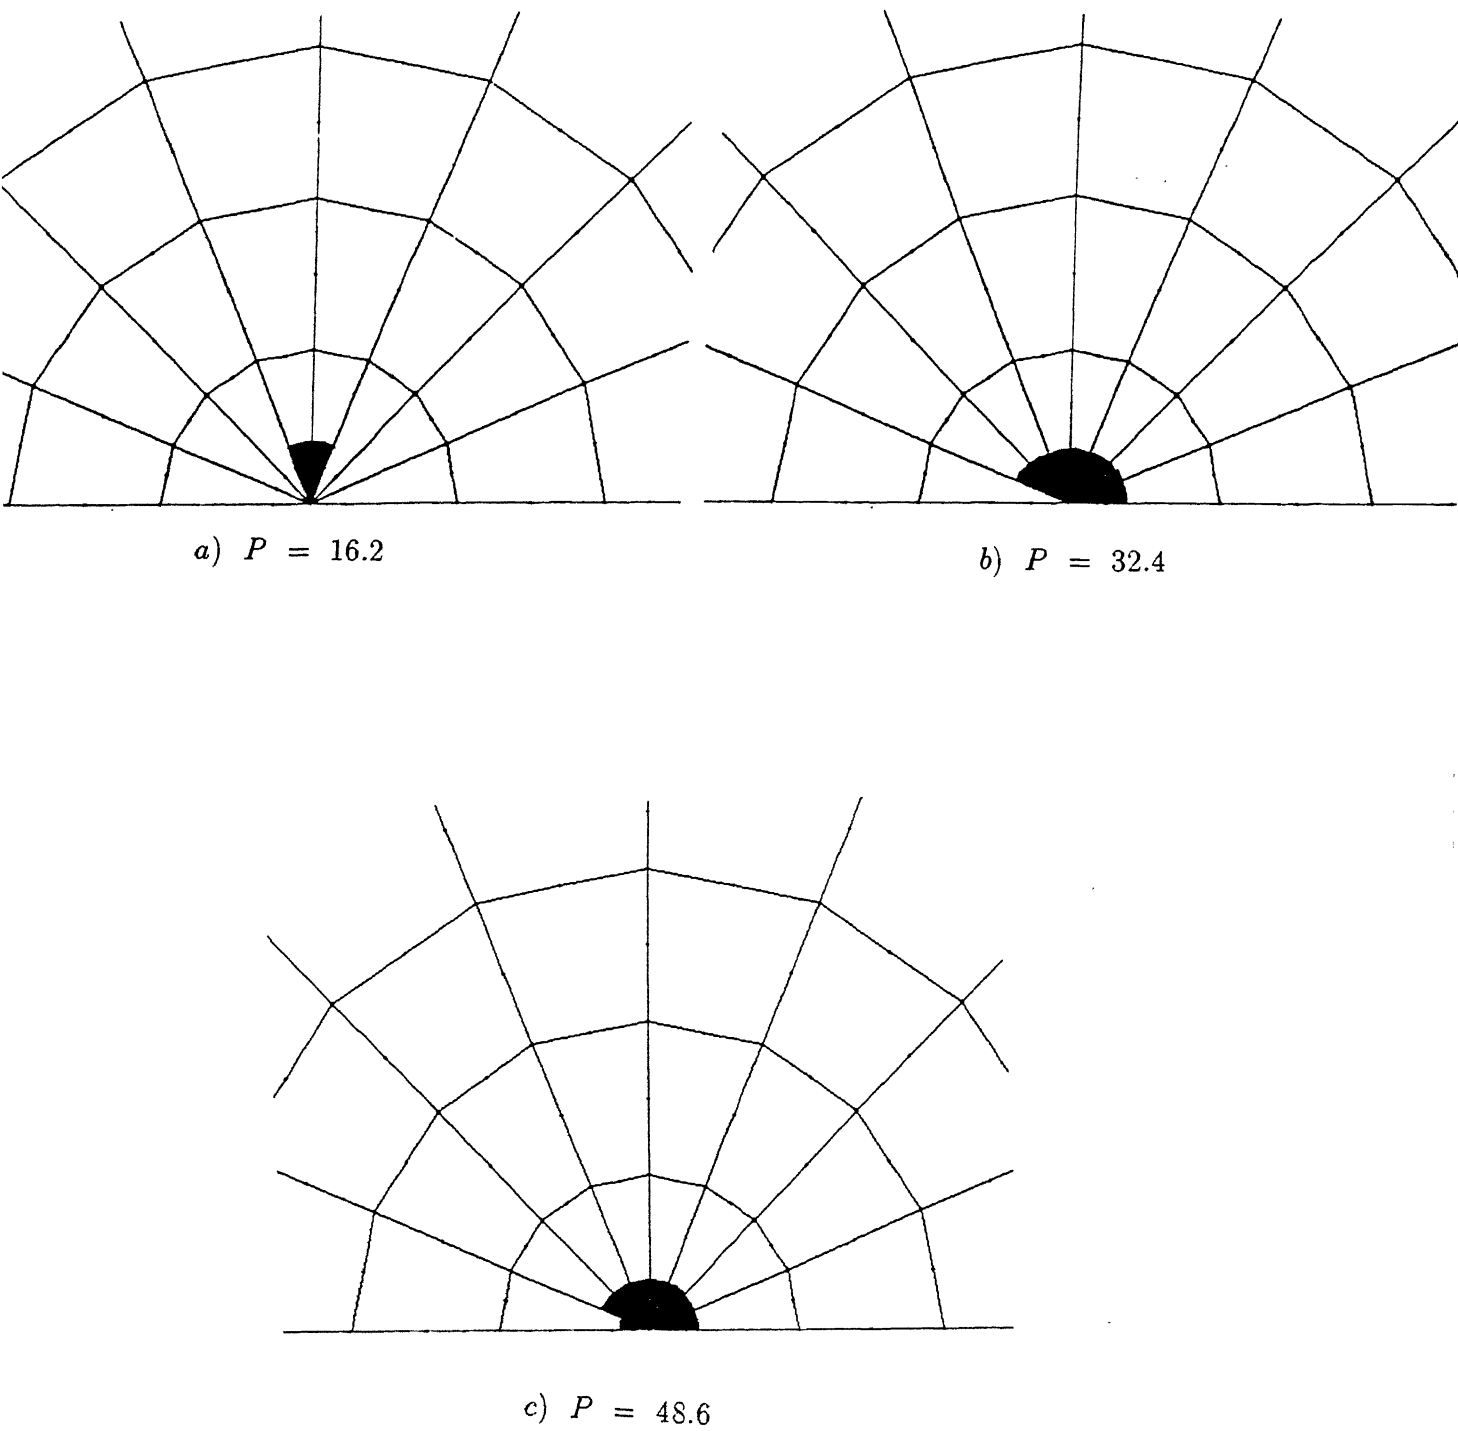 a) P = 16.2
b) P = 32.4
c) P = 48.6